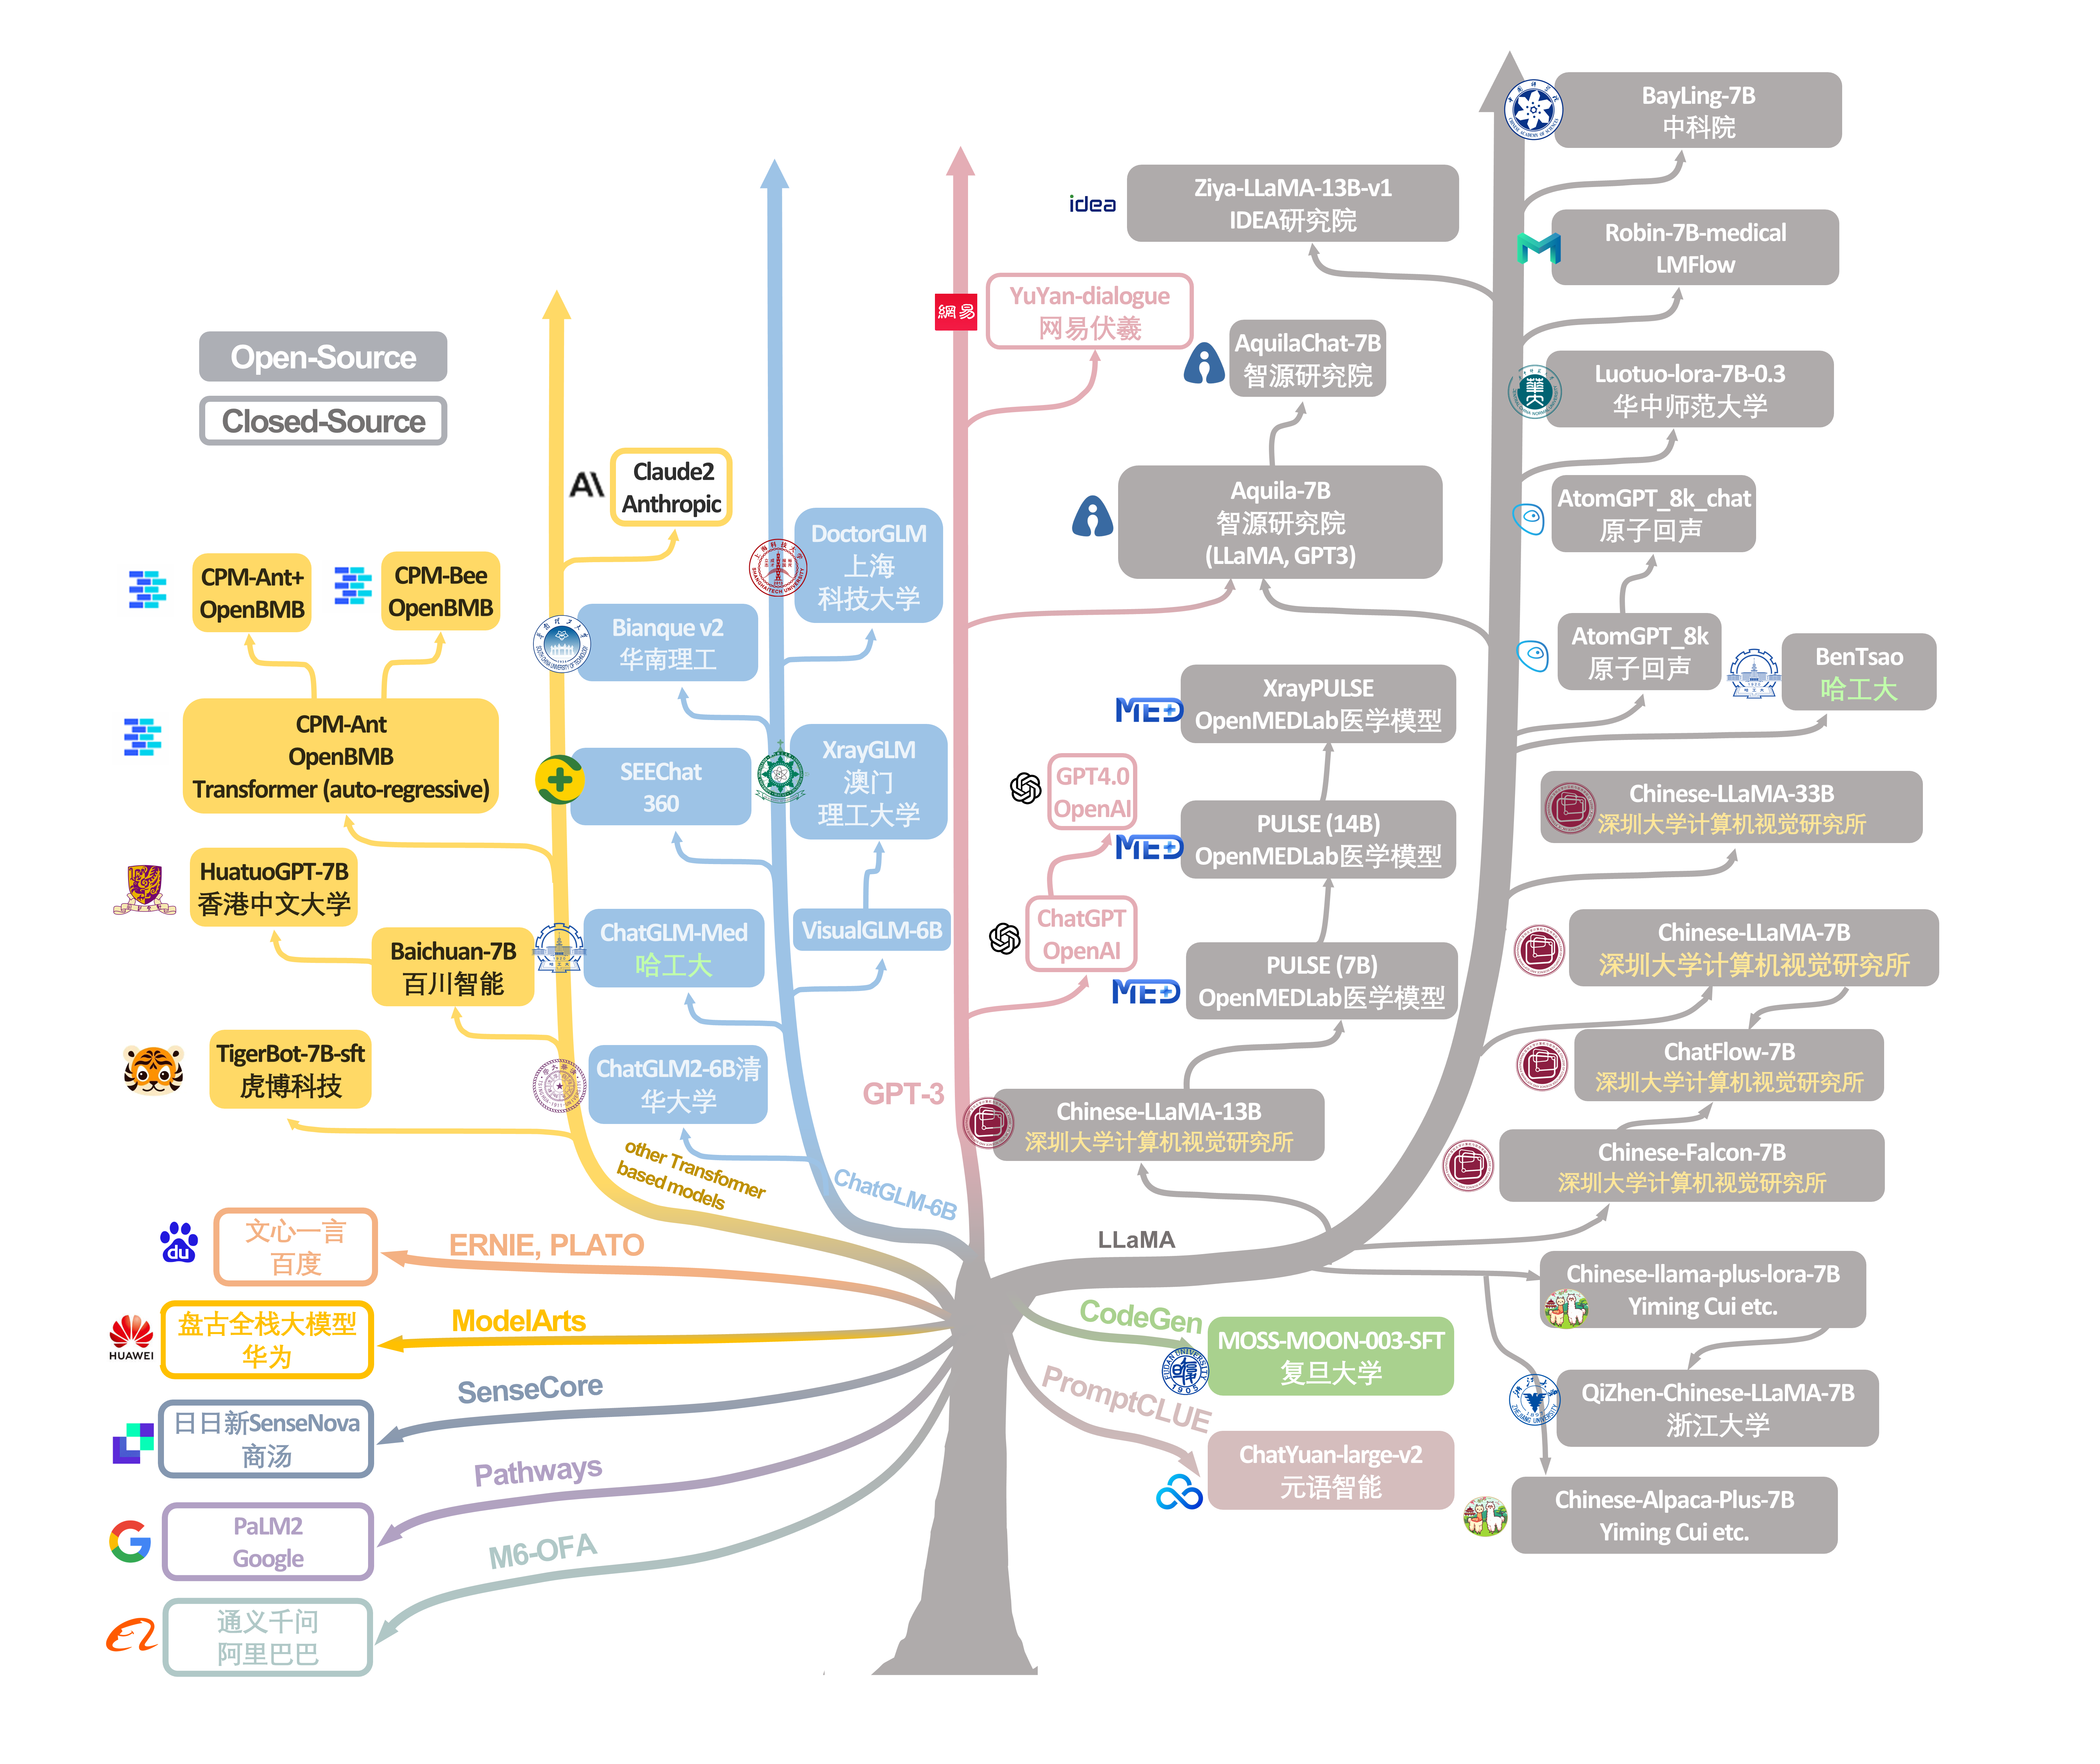 Open-Source
Closed-Source
CPM-Ant+
OpenBMB
CPM-Bee
OpenBMB
CPM-Ant
OpenBMB
Transformer (auto-regressive)
HuatuoGPT-7B
香港中文大学
Baichuan-7B
百川智能
TigerBot-7B-sft
虎博科技
other Transformer
based models
Claude2
Anthropic
Bianque v2
华南理工
SEEChat
360
ChatGLM-Med
哈工大
ChatGLM2-6B清
华大学
DoctorGLM
上海
科技大学
XrayGLM
澳门
理工大学
VisualGLM-6B
ChatGLM-6B
GPT-3
網易
YuYan-dialogue
网易伏羲
GPT4.0
OpenAI
ChatGPT
OpenAI
idea
Ziya-LLaMA-13B-v1
IDEA研究院
AquilaChat-7B
智源研究院
Aquila-7B
智源研究院
(LLaMA, GPT3)
MED
XrayPULSE
OpenMEDLab医学模型
MED
PULSE (14B)
OpenMEDLab医学模型
MED
PULSE (7B)
OpenMEDLab医学模型
Chinese-LLaMA-13B
深圳大学计算机视觉研究所
LLaMA
BayLing-7B
中科院
Robin-7B-medical
LMFlow
Luotuo-lora-7B-0.3
华中师范大学
AtomGPT_8k_chat
原子回声
AtomGPT_8k
原子回声
BenTsao
哈工大
Chinese-LLaMA-33B
深圳大学计算机视觉研究所
Chinese-LLaMA-7B
深圳大学计算机视觉研究所
ChatFlow-7B
深圳大学计算机视觉研究所
Chinese-Falcon-7B
深圳大学计算机视觉研究所
Chinese-llama-plus-lora-7B
Yiming Cui etc.
QiZhen-Chinese-LLaMA-7B
浙江大学
Chinese-Alpaca-Plus-7B
Yiming Cui etc.
CodeGen
MOSS-MOON-003-SFT
复旦大学
PromptCLUE
ChatYuan-large-v2
元语智能
du
文心一言
百度
ERNIE, PLATO
HUAWEI
盘古全栈大模型
华为
ModelArts
日日新SenseNova
商汤
SenseCore
PaLM2
Google
Pathways
通义千问
阿里巴巴
M6-OFA